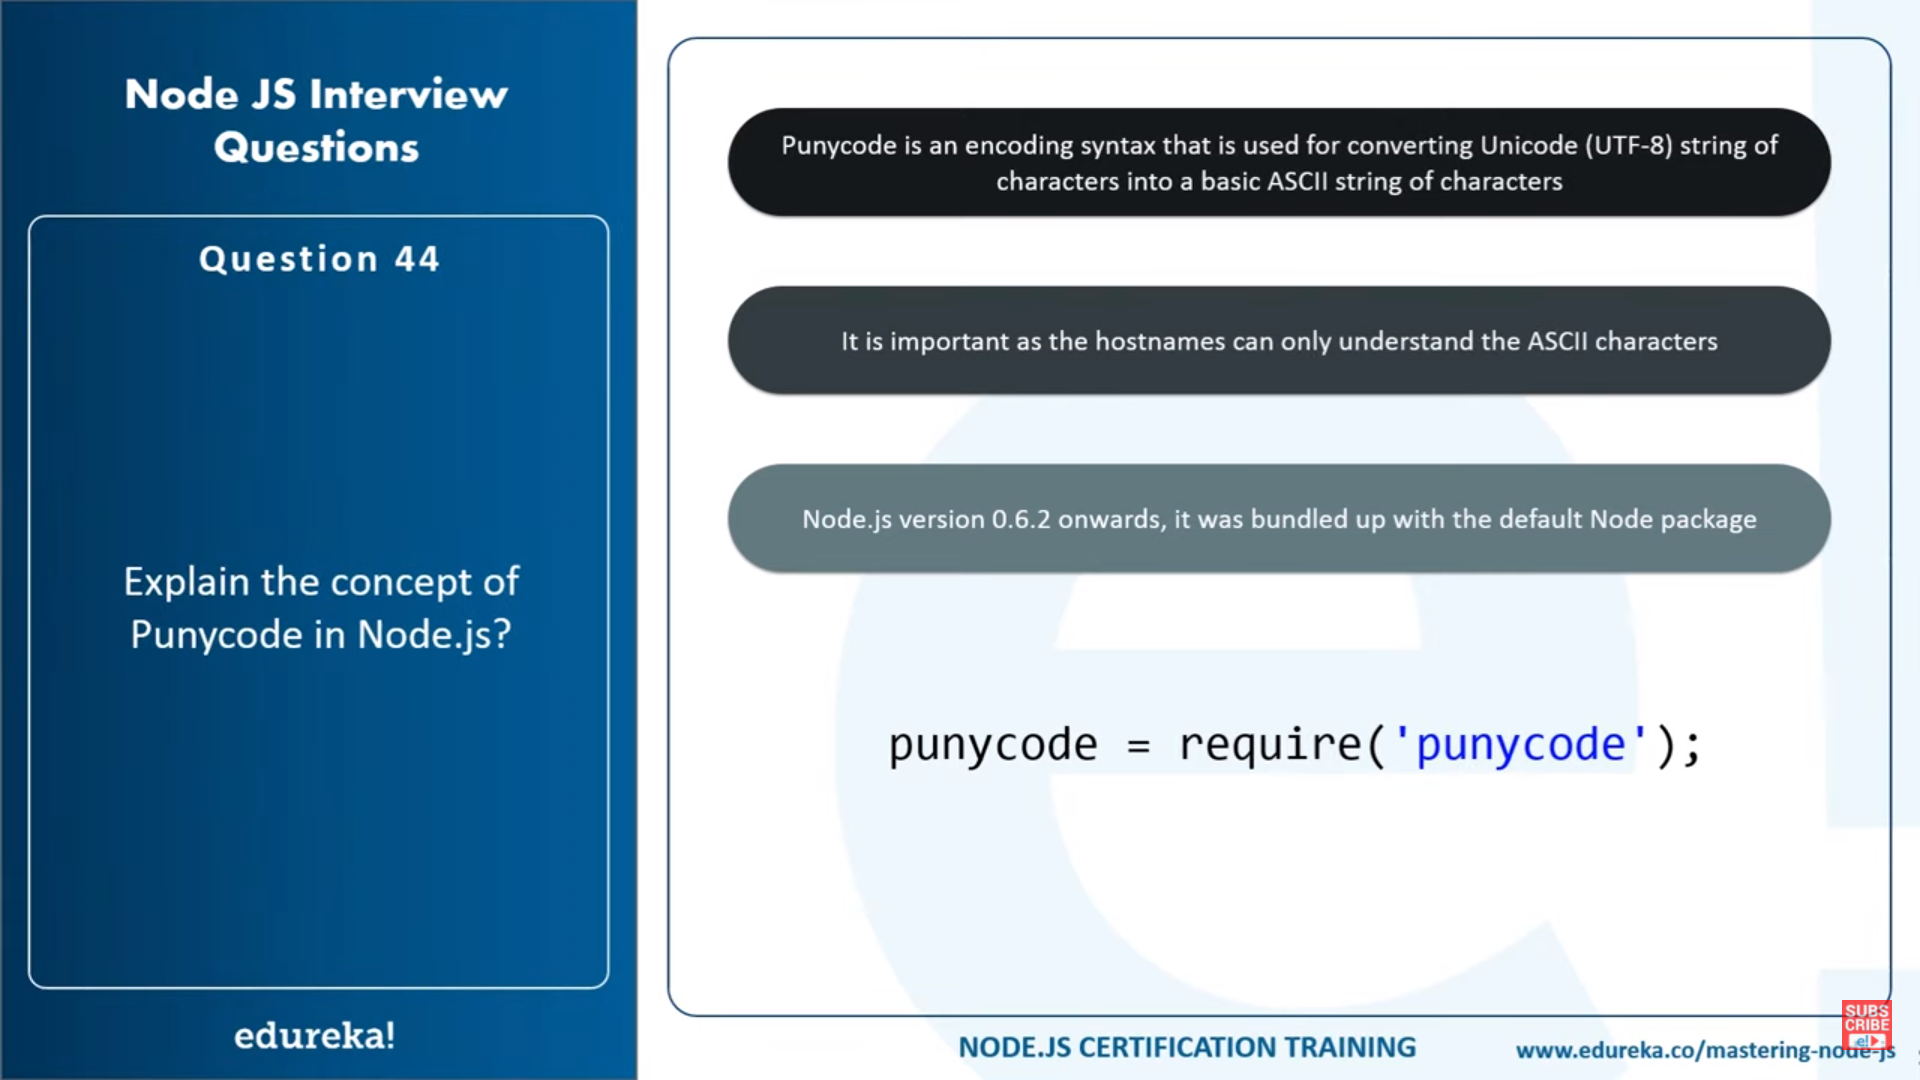 Node JS Interview
Questions
Question 44
Explain the concept of
Punycode in Node.js?
edureka!
Punycode is an encoding syntax that is used for converting Unicode (UTF-8) string of
characters into a basic ASCII string of characters
It is important as the hostnames can only understand the ASCII characters
Node.js version 0.6.2 onwards, it was bundled up with the default Node package
punycode = require('punycode');
NODE.JS CERTIFICATION TRAINING
www.edureka.co/mastering-node-js
SUBS
CRIBE
e!